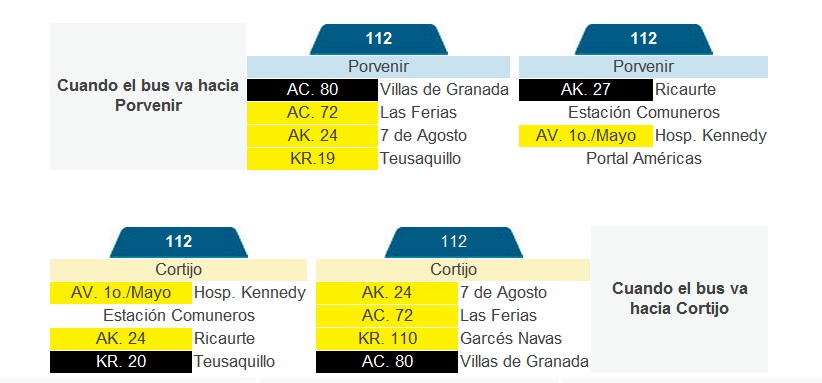 Cuando el bus va hacia
Porvenir
112
Porvenir
AC. 80 Villas de Granada
AC. 72 Las Ferias
AK. 24 7 de Agosto
KR.19 Teusaquillo
112
Porvenir
AK. 27 Ricaurte
Estación Comuneros
AV. 1o./Mayo Hosp. Kennedy
Portal Américas
112
Cortijo
AV. 1o./Mayo Hosp. Kennedy
Estación Comuneros
AK. 24 Ricaurte
KR. 20 Teusaquillo
112
Cortijo
AK. 24 7 de Agosto
AC. 72 Las Ferias
KR. 110 Garcés Navas
AC. 80 Villas de Granada
Cuando el bus va
hacia Cortijo